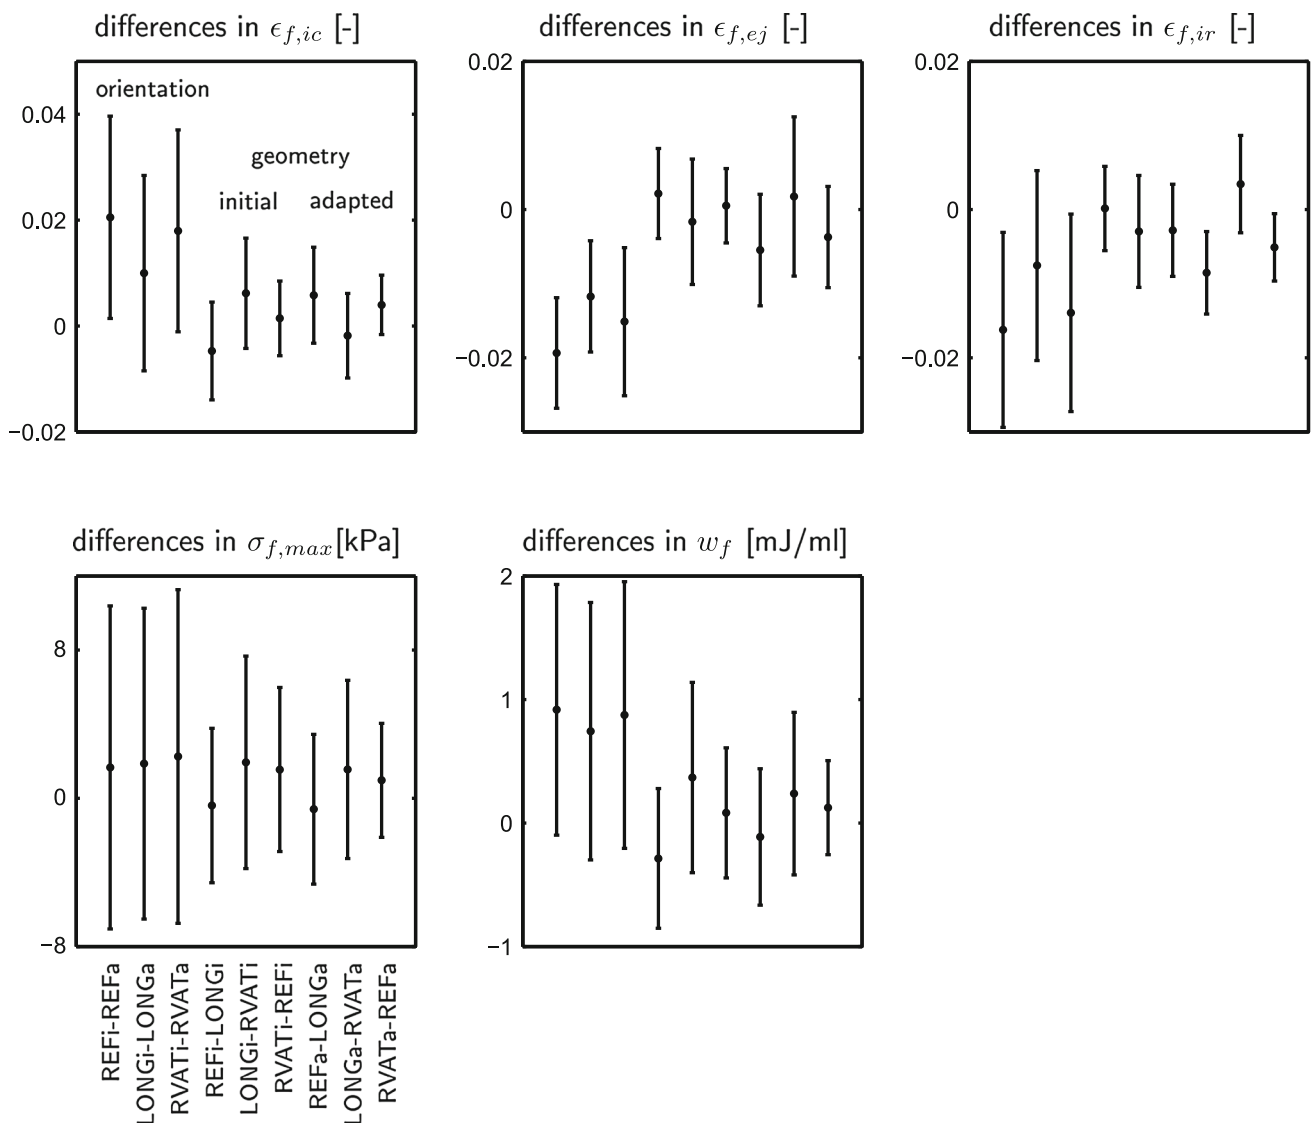 differences in ϵ_{f,ic} [-]
orientation
geometry
initial
adapted
0.04
0.02
0
−0.02
differences in ϵ_{f,ej} [-]
0.02
0
−0.02
differences in ϵ_{f,ir} [-]
0.02
0
−0.02
differences in σ_{f,max}[kPa]
8
0
−8
REFi-REFa
LONGi-LONGa
RVATi-RVATa
REFi-LONGi
LONGi-RVATi
RVATi-REFi
REFa-LONGa
LONGa-RVATa
RVATa-REFa
differences in w_f [mJ/ml]
2
1
0
−1